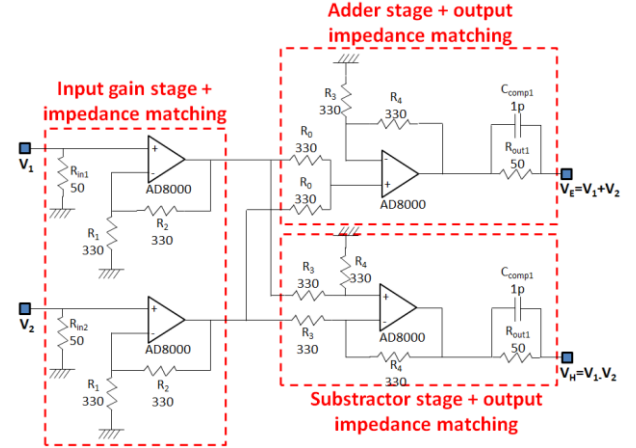 Adder stage + output
impedance matching
Input gain stage +
impedance matching
R3
330
R4
330
Ccomp1
1p
Rout1
50
R0
330
R0
330
-
+
AD8000
VE=V1+V2
V1
Rin1
50
+
-
AD8000
R1
330
R2
330
R4
330
R3
330
R3
330
+
-
AD8000
R4
330
Ccomp1
1p
Rout1
50
VH=V1.V2
V2
Rin2
50
+
-
AD8000
R1
330
R2
330
Substractor stage + output
impedance matching